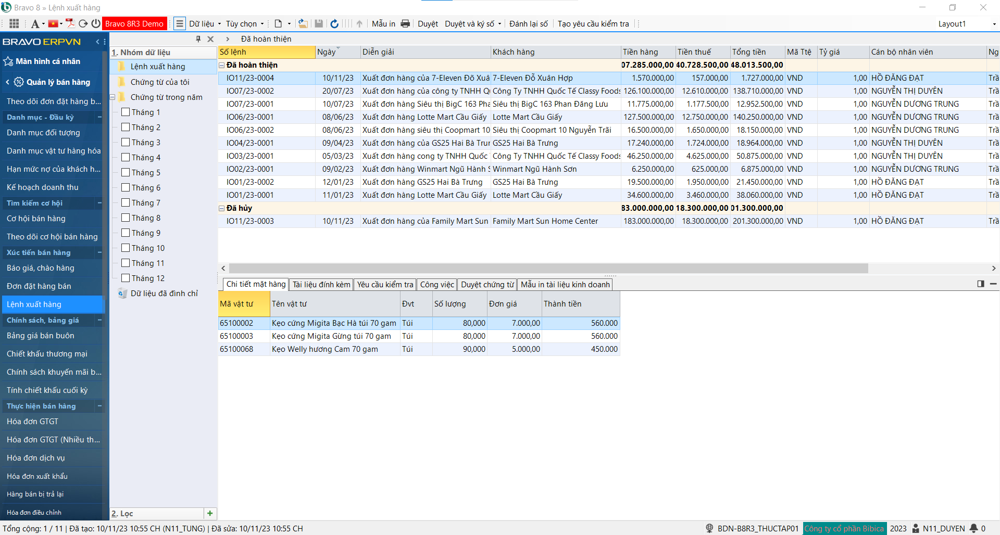 Bravo 8 » Lệnh xuất hàng
A Bravo 8R3 Demo Dữ liệu Tùy chọn Mẫu in Duyệt Duyệt và ký số Đánh lại số Tạo yêu cầu kiểm tra Layout1
BRAVO ERPVN
Màn hình cá nhân
Quản lý bán hàng
Theo dõi đơn đặt hàng b...
Danh mục - Đầu kỳ
Danh mục đối tượng
Danh mục vật tư hàng hóa
Hạn mức nợ của khách h...
Kế hoạch doanh thu
Tìm kiếm cơ hội
Cơ hội bán hàng
Theo dõi cơ hội bán hàng
Xúc tiến bán hàng
Báo giá, chào hàng
Đơn đặt hàng bán
Lệnh xuất hàng
Chính sách, bảng giá
Bảng giá bán buôn
Chiết khấu thương mại
Chính sách khuyến mãi b...
Tính chiết khấu cuối kỳ
Thực hiện bán hàng
Hóa đơn GTGT
Hóa đơn GTGT (Nhiều th...
Hóa đơn dịch vụ
Hóa đơn xuất khẩu
Hàng bán bị trả lại
Hóa đơn điều chỉnh
1. Nhóm dữ liệu
Lệnh xuất hàng
Chứng từ của tôi
Chứng từ trong năm
Tháng 1
Tháng 2
Tháng 3
Tháng 4
Tháng 5
Tháng 6
Tháng 7
Tháng 8
Tháng 9
Tháng 10
Tháng 11
Tháng 12
Dữ liệu đã đình chỉ
2. Lọc
Đã hoàn thiện
Số lệnh Ngày Diễn giải Khách hàng Tiền hàng Tiền thuế Tổng tiền Mã Ttệ Tỷ giá Cán bộ nhân viên Ng
Đã hoàn thiện 07.285.000,00 40.728.500,00 48.013.500,00
IO11/23-0004 10/11/23 Xuất đơn hàng của 7-Eleven Đỗ Xuâ 7-Eleven Đỗ Xuân Hợp 1.570.000,00 157.000,00 1.727.000,00 VND 1,00 HỒ ĐĂNG ĐẠT Trầ
IO07/23-0002 20/07/23 Xuất đơn hàng của công ty TNHH Q Công Ty TNHH Quốc Tế Classy Foods 126.100.000,00 12.610.000,00 138.710.000,00 VND 1,00 NGUYỄN THỊ DUYÊN Trầ
IO07/23-0001 10/07/23 Xuất đơn hàng Siêu thị BigC 163 Pha Siêu thị BigC 163 Phan Đăng Lưu 11.775.000,00 1.177.500,00 12.952.500,00 VND 1,00 NGUYỄN DƯƠNG TRUNG Trầ
IO06/23-0001 08/06/23 Xuất đơn hàng Lotte Mart Cầu Giấy Lotte Mart Cầu Giấy 127.500.000,00 12.750.000,00 140.250.000,00 VND 1,00 NGUYỄN DƯƠNG TRUNG Trầ
IO06/23-0002 08/06/23 Xuất đơn hàng siêu thị Coopmart 10 Siêu thị Coopmart 10 Nguyễn Trãi 16.500.000,00 1.650.000,00 18.150.000,00 VND 1,00 NGUYỄN DƯƠNG TRUNG Trầ
IO04/23-0001 09/04/23 Xuất đơn hàng của GS25 Hai Bà Trưn GS25 Hai Bà Trưng 17.240.000,00 1.724.000,00 18.964.000,00 VND 1,00 NGUYỄN THỊ DUYÊN Trầ
IO03/23-0001 05/03/23 Xuất đơn hàng cong ty TNHH Quốc Công Ty TNHH Quốc Tế Classy Foods 46.250.000,00 4.625.000,00 50.875.000,00 VND 1,00 NGUYỄN THỊ DUYÊN Trầ
IO02/23-0001 09/02/23 Xuất đơn hàng Winmart Ngũ Hành S Winmart Ngũ Hành Sơn 6.250.000,00 625.000,00 6.875.000,00 VND 1,00 NGUYỄN DƯƠNG TRUNG Trầ
IO01/23-0002 12/01/23 Xuất đơn hàng GS25 Hai Bà Trưng GS25 Hai Bà Trưng 19.500.000,00 1.950.000,00 21.450.000,00 VND 1,00 HỒ ĐĂNG ĐẠT Trầ
IO01/23-0001 11/01/23 Xuất đơn hàng Lotte Mart Cầu Giấy Lotte Mart Cầu Giấy 34.600.000,00 3.460.000,00 38.060.000,00 VND 1,00 HỒ ĐĂNG ĐẠT Trầ
Đã hủy 83.000.000,00 18.300.000,00 01.300.000,00
IO11/23-0003 10/11/23 Xuất đơn hàng của Family Mart Sun Family Mart Sun Home Center 183.000.000,00 18.300.000,00 201.300.000,00 VND 1,00 HỒ ĐĂNG ĐẠT Trầ
Chi tiết mặt hàng Tài liệu đính kèm Yêu cầu kiểm tra Công việc Duyệt chứng từ Mẫu in tài liệu kinh doanh
Mã vật tư Tên vật tư Đvt Số lượng Đơn giá Thành tiền
65100002 Kẹo cứng Migita Bạc Hà túi 70 gam Túi 80,000 7.000,00 560.000
65100003 Kẹo cứng Migita Gừng túi 70 gam Túi 80,000 7.000,00 560.000
65100068 Kẹo Welly hương Cam 70 gam Túi 90,000 5.000,00 450.000
Tổng cộng: 1 / 11 | Đã tạo: 10/11/23 10:55 CH (N11_TUNG) | Đã sửa: 10/11/23 10:55 CH BDN-B8R3_THUCTAP01 Công ty cổ phần Bibica 2023 N11_DUYEN 0